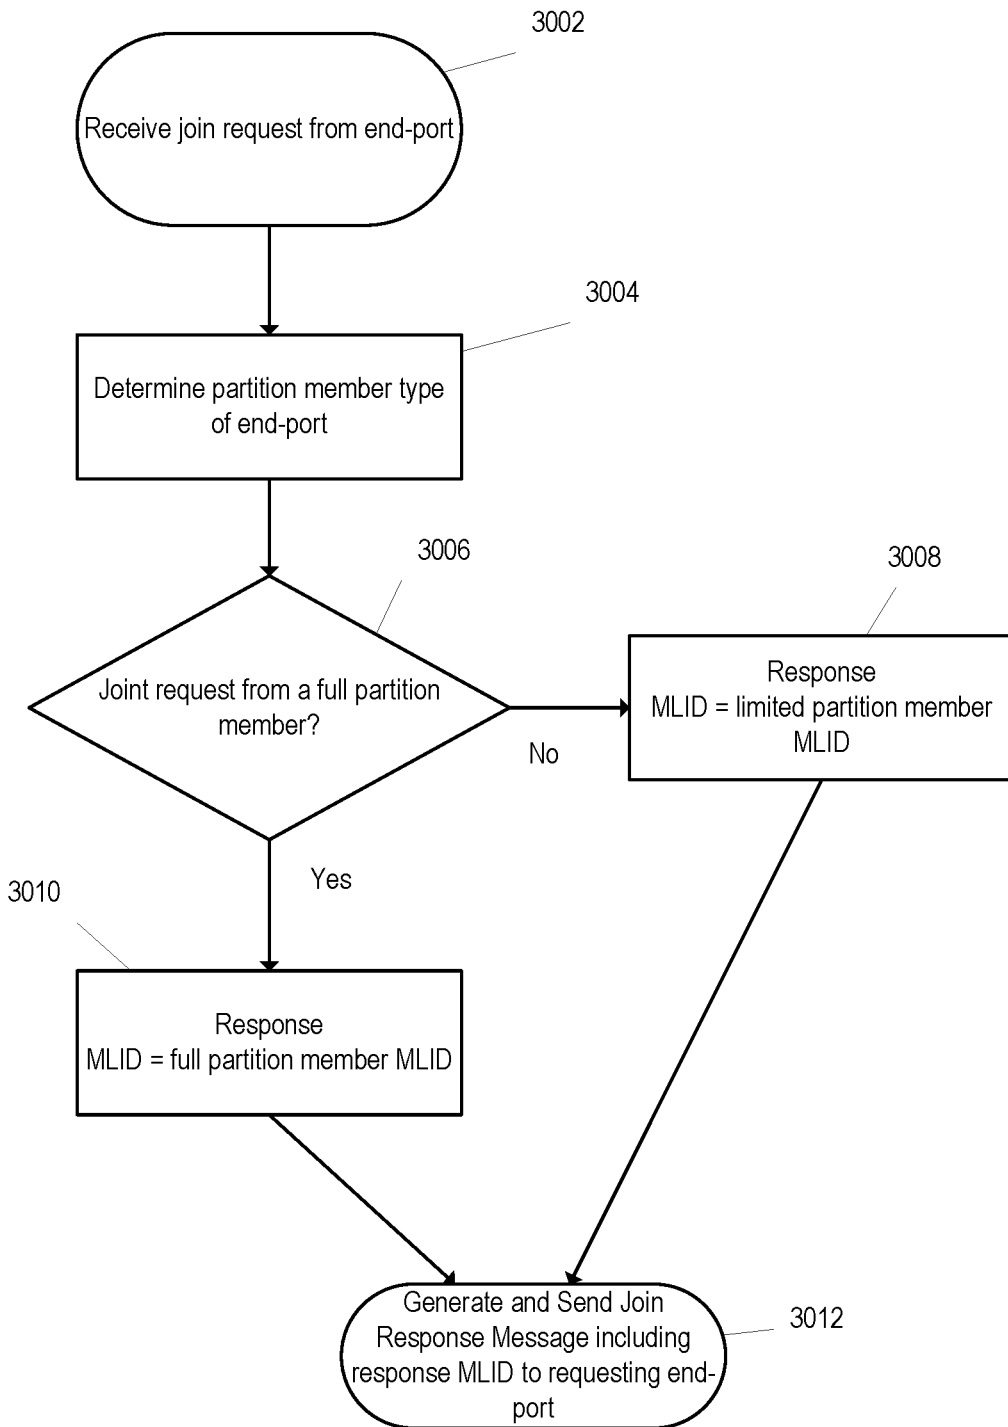 3002
Receive join request from end-port
3004
Determine partition member type
of end-port
3006
Joint request from a full partition
member?
No
3008
Response
MLID = limited partition member
MLID
Yes
3010
Response
MLID = full partition member MLID
Generate and Send Join
Response Message including
response MLID to requesting end-
port
3012